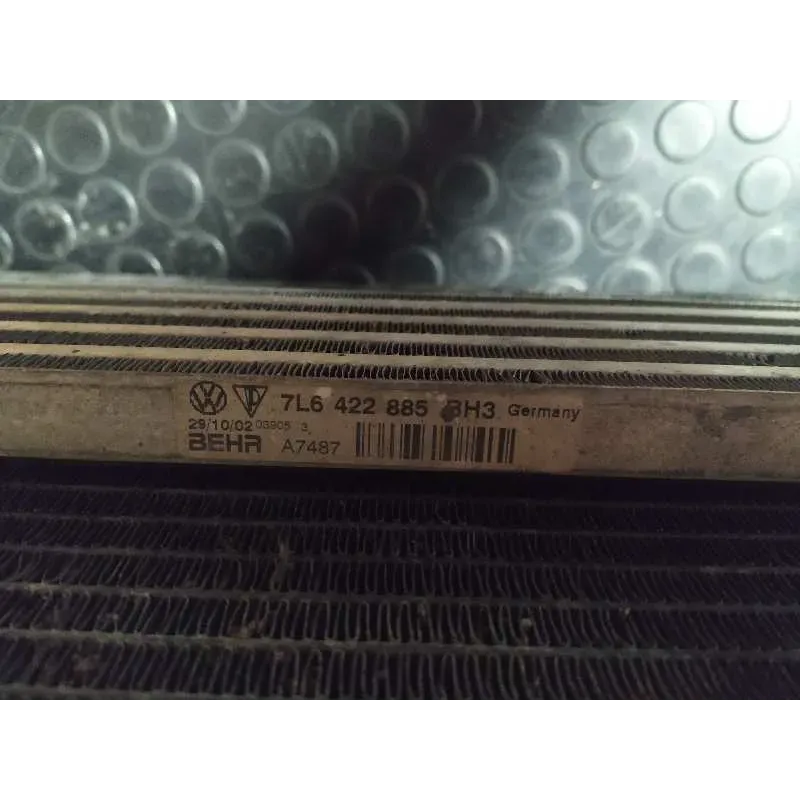 7L6 422 885 BH3 Germany
29/10/02 03905 3
BEHR A7487